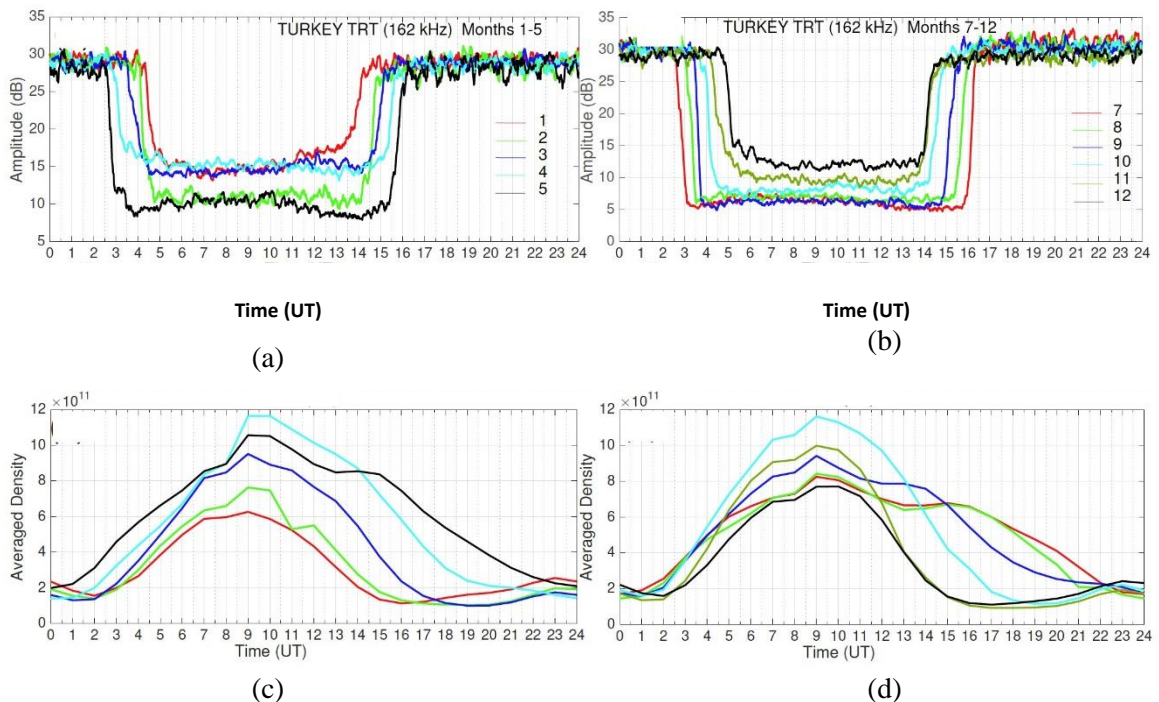 TURKEY TRT (162 kHz) Months 1-5
Amplitude (dB)
35
30
25
20
15
10
5
0 1 2 3 4 5 6 7 8 9 10 11 12 13 14 15 16 17 18 19 20 21 22 23 24
1
2
3
4
5
Time (UT)
(a)
TURKEY TRT (162 kHz) Months 7-12
Amplitude (dB)
35
30
25
20
15
10
5
0
0 1 2 3 4 5 6 7 8 9 10 11 12 13 14 15 16 17 18 19 20 21 22 23 24
7
8
9
10
11
12
Time (UT)
(b)
× 10¹¹
Averaged Density
12
10
8
6
4
2
0
0 1 2 3 4 5 6 7 8 9 10 11 12 13 14 15 16 17 18 19 20 21 22 23 24
Time (UT)
(c)
× 10¹¹
Averaged Density
12
10
8
6
4
2
0
0 1 2 3 4 5 6 7 8 9 10 11 12 13 14 15 16 17 18 19 20 21 22 23 24
Time (UT)
(d)